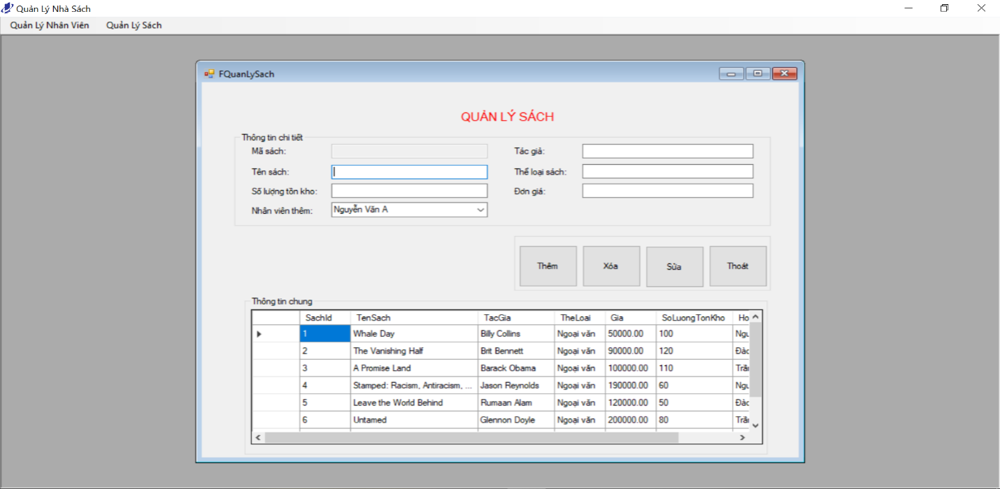 Quản Lý Nhà Sách
Quản Lý Nhân Viên Quản Lý Sách
FQuanLySach
QUẢN LÝ SÁCH
Thông tin chi tiết
Mã sách: Tác giả:
Tên sách: Thể loại sách:
Số lượng tồn kho: Đơn giá:
Nhân viên thêm: Nguyễn Văn A
Thêm Xóa Sửa Thoát
Thông tin chung
SachId TenSach TacGia TheLoai Gia SoLuongTonKho Ho
1 Whale Day Billy Collins Ngoại văn 50000.00 100 Ngu
2 The Vanishing Half Brit Bennett Ngoại văn 90000.00 120 Đào
3 A Promise Land Barack Obama Ngoại văn 100000.00 110 Trần
4 Stamped: Racism, Antiracism, ... Jason Reynolds Ngoại văn 190000.00 60 Ngu
5 Leave the World Behind Rumaan Alam Ngoại văn 120000.00 50 Đào
6 Untamed Glennon Doyle Ngoại văn 200000.00 80 Trần